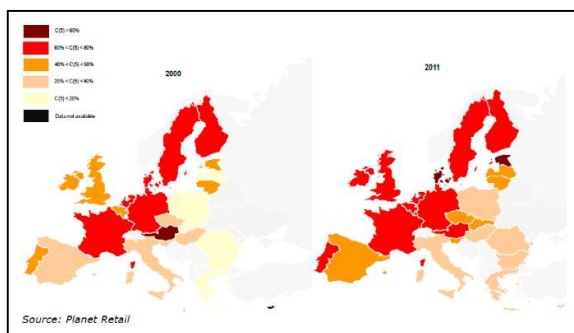 C(5) >80%
60% <C(5) <80%
40% <C(5) <60%
20% <C(5) <40%
C(5) <20%
Data not available
2000
2011
Source: Planet Retail